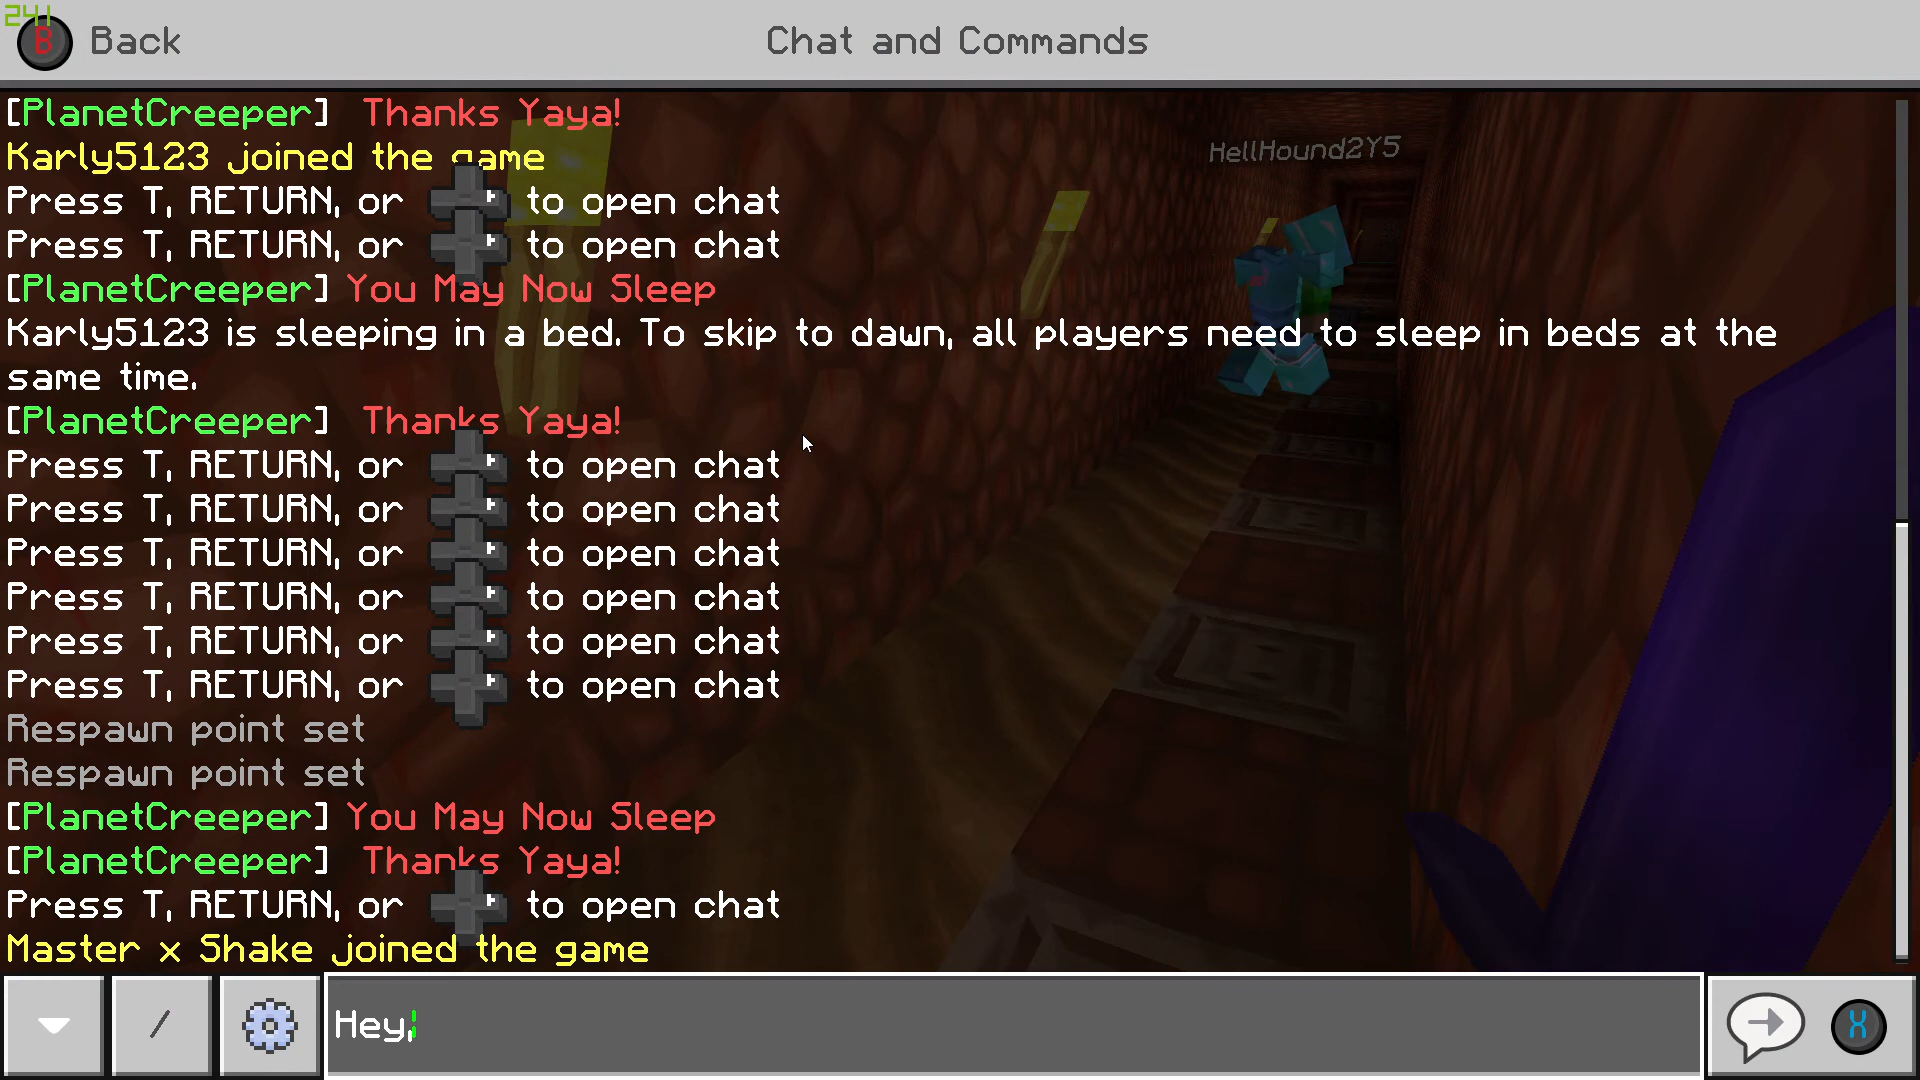 241
B Back
Chat and Commands
[PlanetCreeper] Thanks Yaya!
HellHound2Y5
Karly5123 joined the game
Press T, RETURN, or to open chat
Press T, RETURN, or to open chat
[PlanetCreeper] You May Now Sleep
Karly5123 is sleeping in a bed. To skip to dawn, all players need to sleep in beds at the
same time.
[PlanetCreeper] Thanks Yaya!
Press T, RETURN, or to open chat
Press T, RETURN, or to open chat
Press T, RETURN, or to open chat
Press T, RETURN, or to open chat
Press T, RETURN, or to open chat
Press T, RETURN, or to open chat
Respawn point set
Respawn point set
[PlanetCreeper] You May Now Sleep
[PlanetCreeper] Thanks Yaya!
Press T, RETURN, or to open chat
Master x Shake joined the game
/ Hey, X